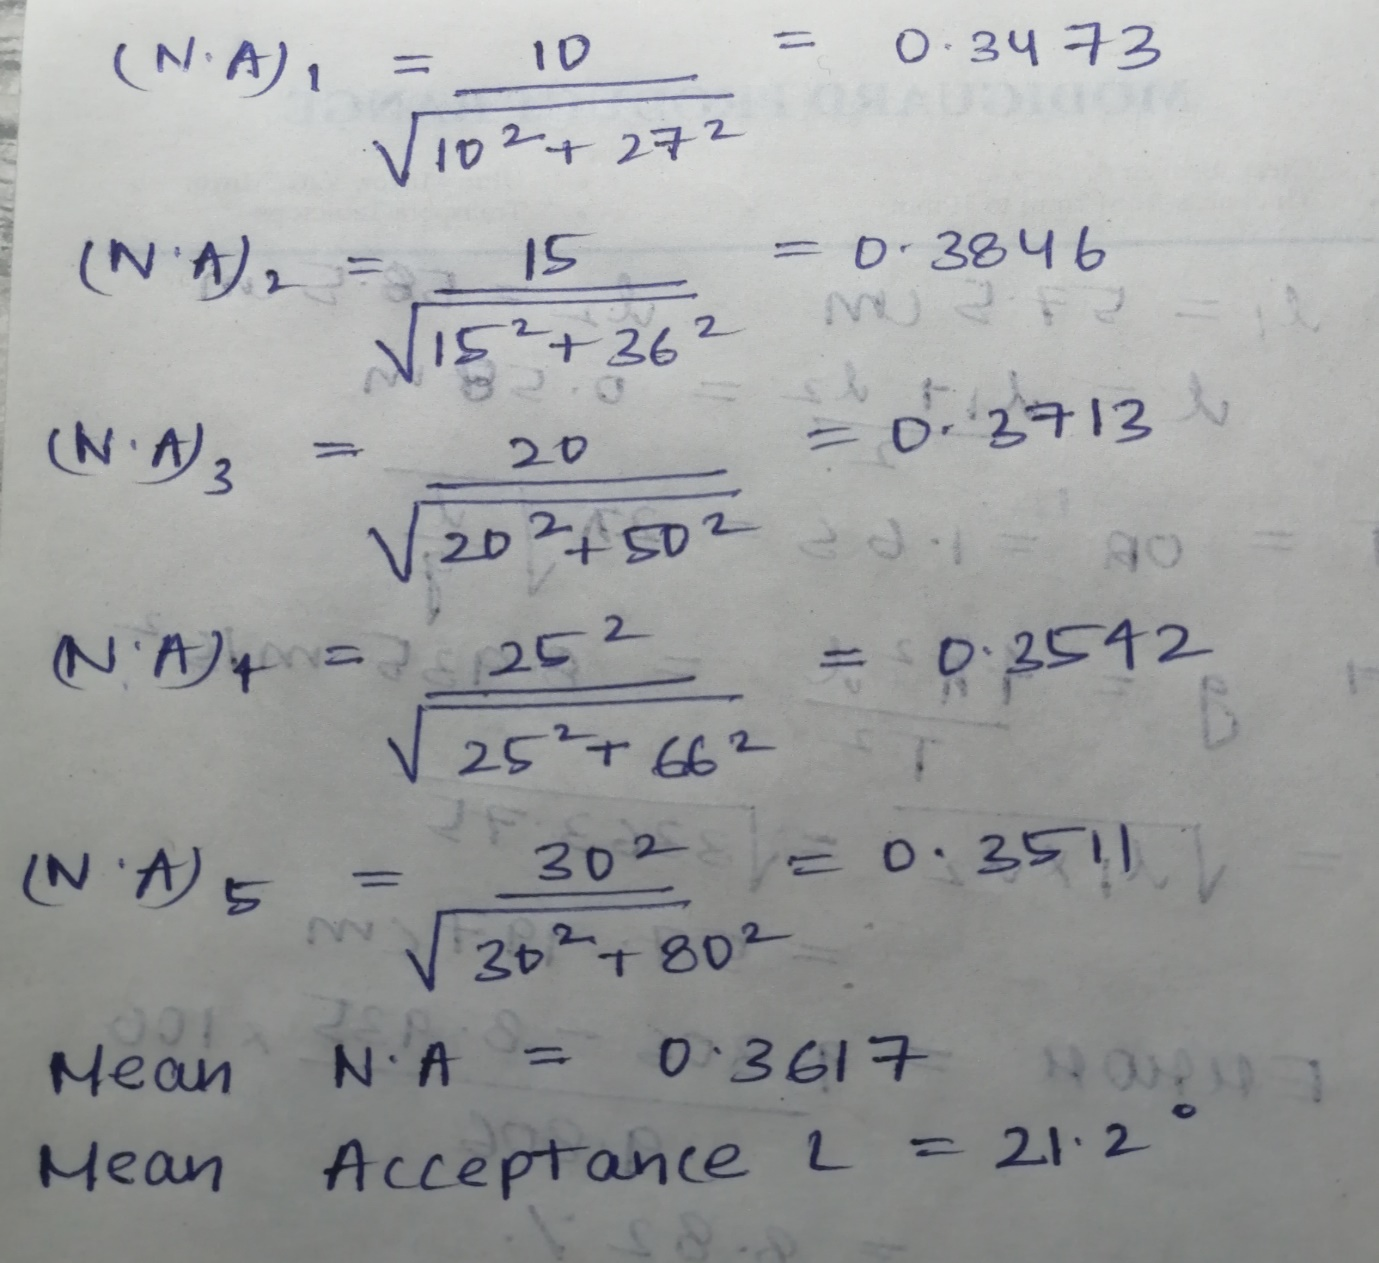 (N.A)1 = 10 / √(10² + 27²) = 0.3473
(N.A)2 = 15 / √(15² + 36²) = 0.3846
(N.A)3 = 20 / √(20² + 50²) = 0.3713
(N.A)4 = 25² / √(25² + 66²) = 0.3542
(N.A)5 = 30² / √(30² + 80²) = 0.3511
Mean N.A = 0.3617
Mean Acceptance ∠ = 21.2°